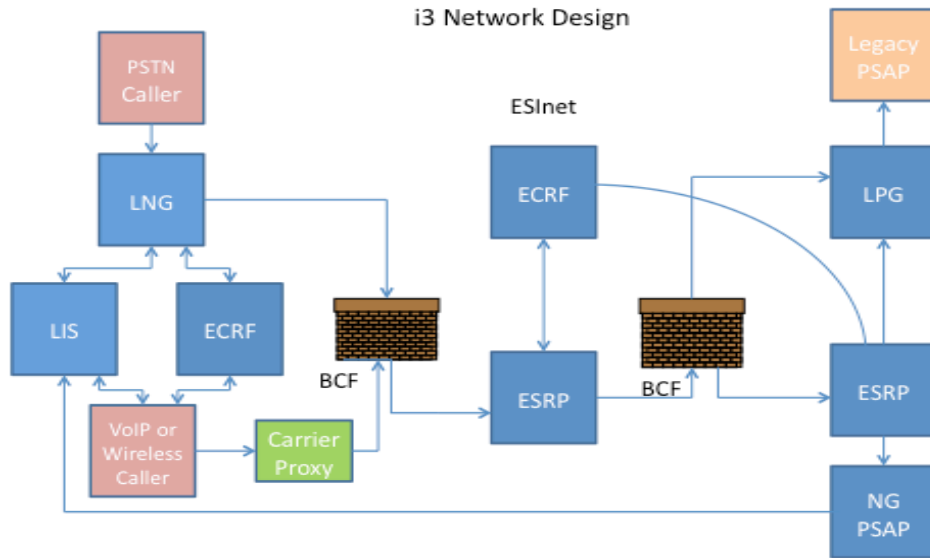 i3 Network Design
PSTN
Caller
Legacy
PSAP
ESInet
LNG
ECRF
LPG
LIS
ECRF
BCF
ESRP
BCF
ESRP
VoIP or
Wireless
Caller
Carrier
Proxy
NG
PSAP